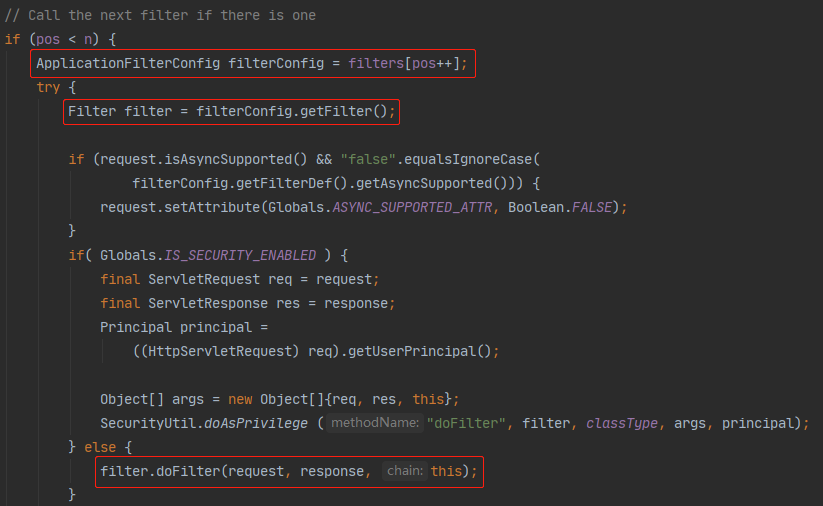 // Call the next filter if there is one
if (pos < n) {
ApplicationFilterConfig filterConfig = filters[pos++];
try {
Filter filter = filterConfig.getFilter();
if (request.isAsyncSupported() && "false".equalsIgnoreCase(
filterConfig.getFilterDef().getAsyncSupported())) {
request.setAttribute(Globals.ASYNC_SUPPORTED_ATTR, Boolean.FALSE);
}
if( Globals.IS_SECURITY_ENABLED ) {
final ServletRequest req = request;
final ServletResponse res = response;
Principal principal =
((HttpServletRequest) req).getUserPrincipal();
Object[] args = new Object[]{req, res, this};
SecurityUtil.doAsPrivilege ( methodName: "doFilter", filter, classType, args, principal);
} else {
filter.doFilter(request, response, chain: this);
}